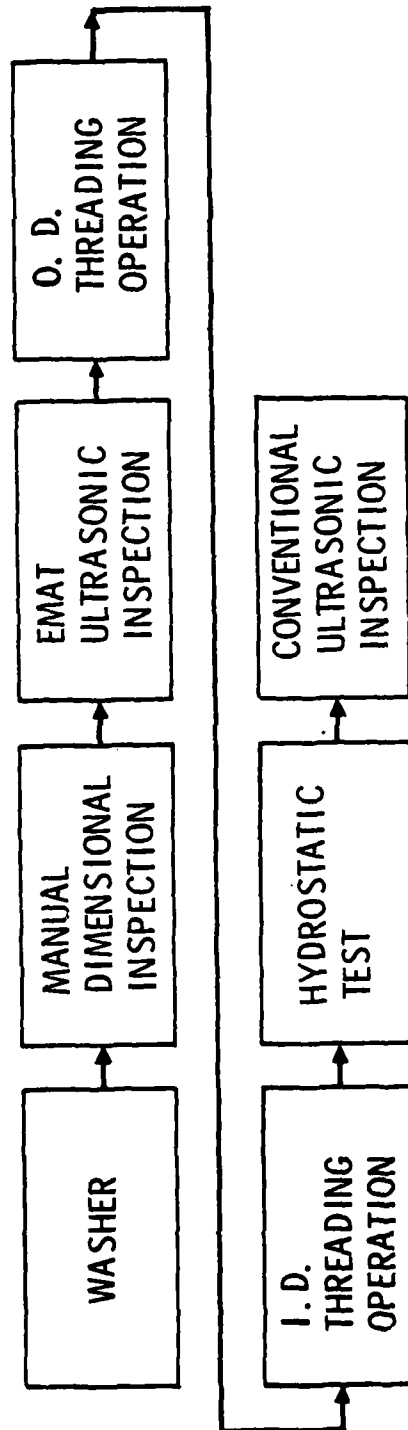 WASHER
MANUAL
DIMENSIONAL
INSPECTION
EMAT
ULTRASONIC
INSPECTION
O. D.
THREADING
OPERATION
I. D.
THREADING
OPERATION
HYDROSTATIC
TEST
CONVENTIONAL
ULTRASONIC
INSPECTION